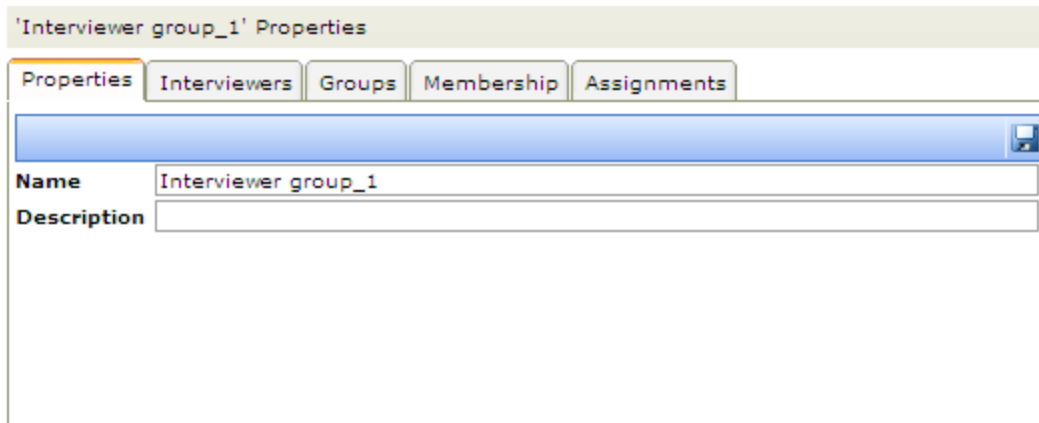 'Interviewer group_1' Properties
Properties Interviewers Groups Membership Assignments
Name Interviewer group_1
Description